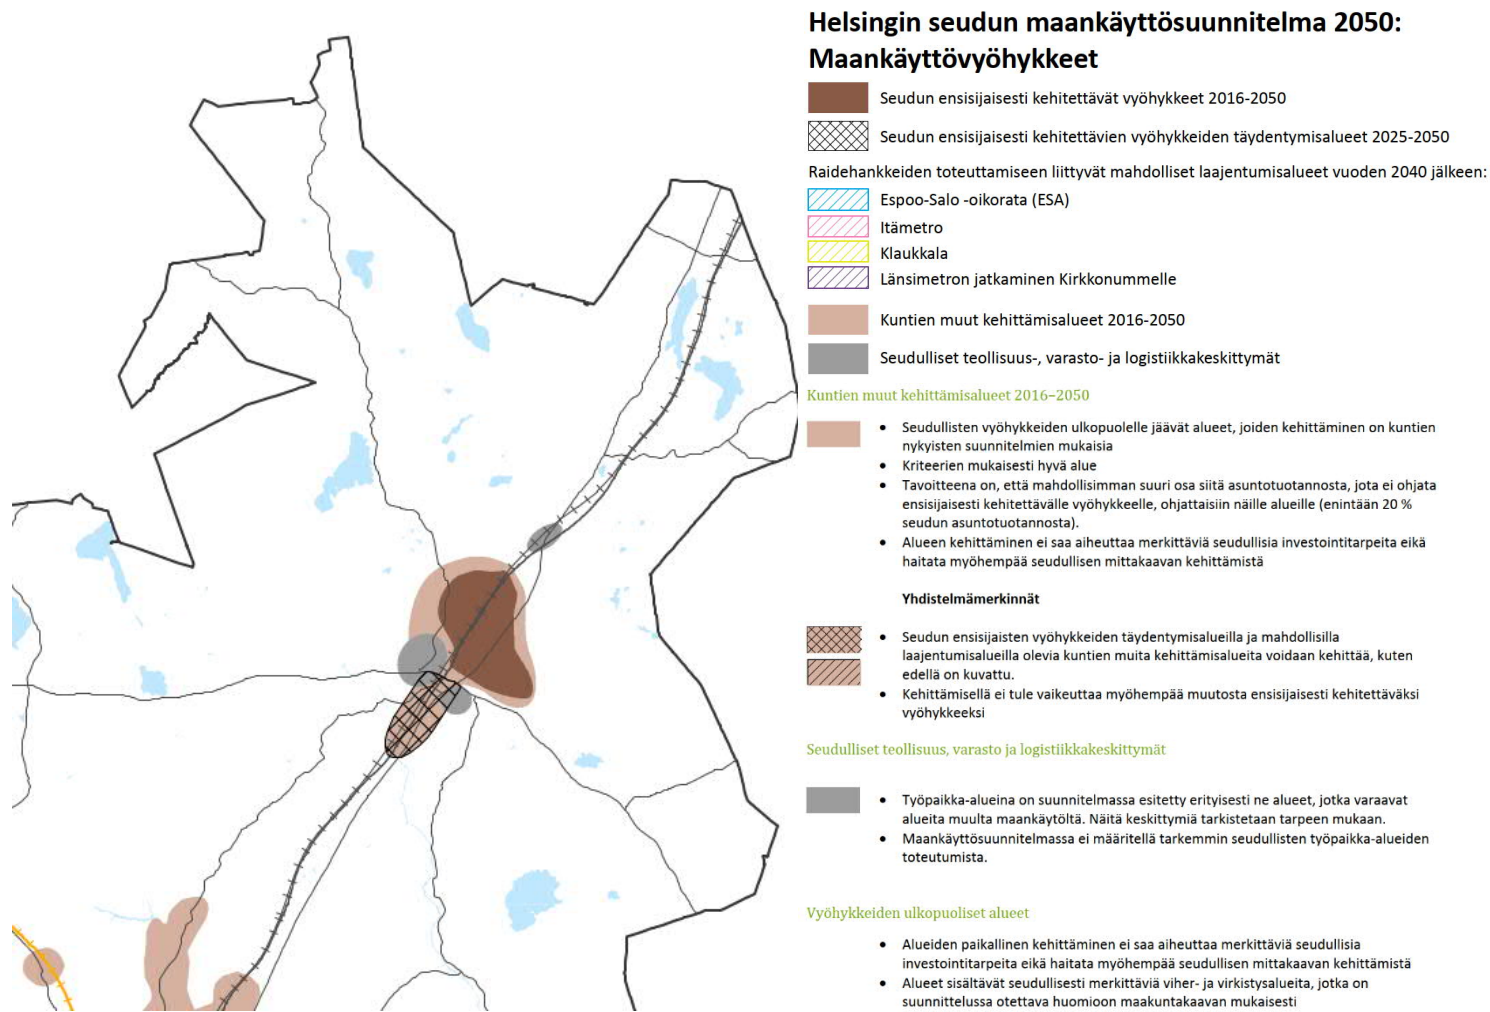 Helsingin seudun maankäyttösuunnitelma 2050:
Maankäyttövyöhykkeet
Seudun ensisijaisesti kehitettävät vyöhykkeet 2016-2050
Seudun ensisijaisesti kehitettävien vyöhykkeiden täydentymisalueet 2025-2050
Raidehankkeiden toteuttamiseen liittyvät mahdolliset laajentumisalueet vuoden 2040 jälkeen:
Espoo-Salo -oikorata (ESA)
Itämetro
Klaukkala
Länsimetron jatkaminen Kirkkonummelle
Kuntien muut kehittämisalueet 2016-2050
Seudulliset teollisuus-, varasto- ja logistiikkakeskittymät
Kuntien muut kehittämisalueet 2016–2050
• Seudullisten vyöhykkeiden ulkopuolelle jäävät alueet, joiden kehittäminen on kuntien
nykyisten suunnitelmien mukaisia
• Kriteerien mukaisesti hyvä alue
• Tavoitteena on, että mahdollisimman suuri osa siitä asuntotuotannosta, jota ei ohjata
ensisijaisesti kehitettävälle vyöhykkeelle, ohjattaisiin näille alueille (enintään 20 %
seudun asuntotuotannosta).
• Alueen kehittäminen ei saa aiheuttaa merkittäviä seudullisia investointitarpeita eikä
haitata myöhempää seudullisen mittakaavan kehittämistä
Yhdistelmämerkinnät
• Seudun ensisijaisten vyöhykkeiden täydentymisalueilla ja mahdollisilla
laajentumisalueilla olevia kuntien muita kehittämisalueita voidaan kehittää, kuten
edellä on kuvattu.
• Kehittämisellä ei tule vaikeuttaa myöhempää muutosta ensisijaisesti kehitettäväksi
vyöhykkeeksi
Seudulliset teollisuus, varasto ja logistiikkakeskittymät
• Työpaikka-alueina on suunnitelmassa esitetty erityisesti ne alueet, jotka varaavat
alueita muulta maankäytöltä. Näitä keskittymiä tarkistetaan tarpeen mukaan.
• Maankäyttösuunnitelmassa ei määritellä tarkemmin seudullisten työpaikka-alueiden
toteutumista.
Vyöhykkeiden ulkopuoliset alueet
• Alueiden paikallinen kehittäminen ei saa aiheuttaa merkittäviä seudullisia
investointitarpeita eikä haitata myöhempää seudullisen mittakaavan kehittämistä
• Alueet sisältävät seudullisesti merkittäviä viher- ja virkistysalueita, jotka on
suunnittelussa otettava huomioon maakuntakaavan mukaisesti